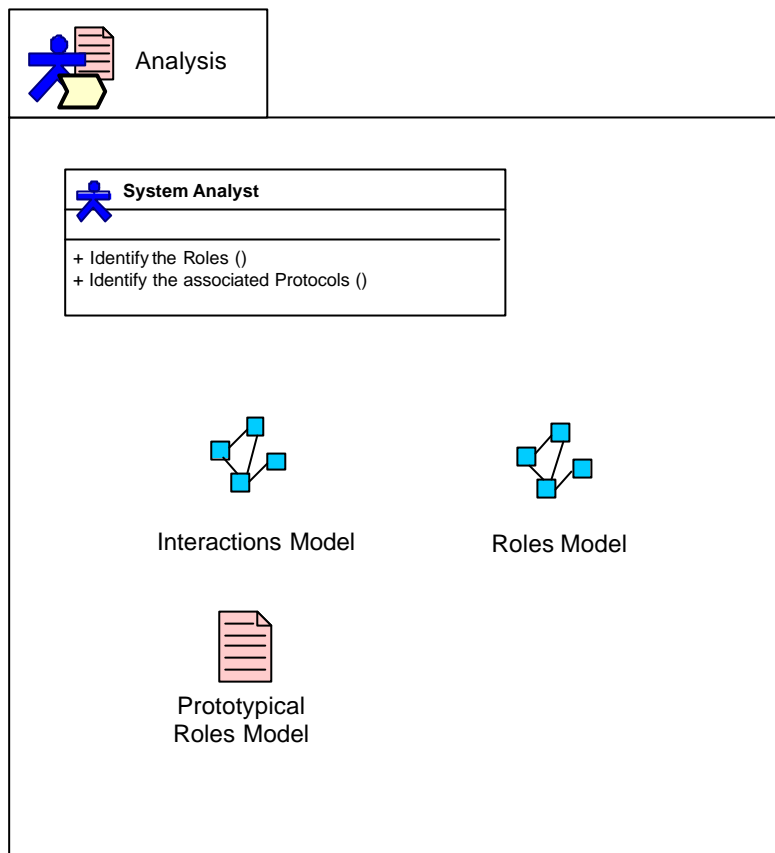 Analysis
System Analyst
+ Identify the Roles ()
+ Identify the associated Protocols ()
Interactions Model
Roles Model
Prototypical
Roles Model